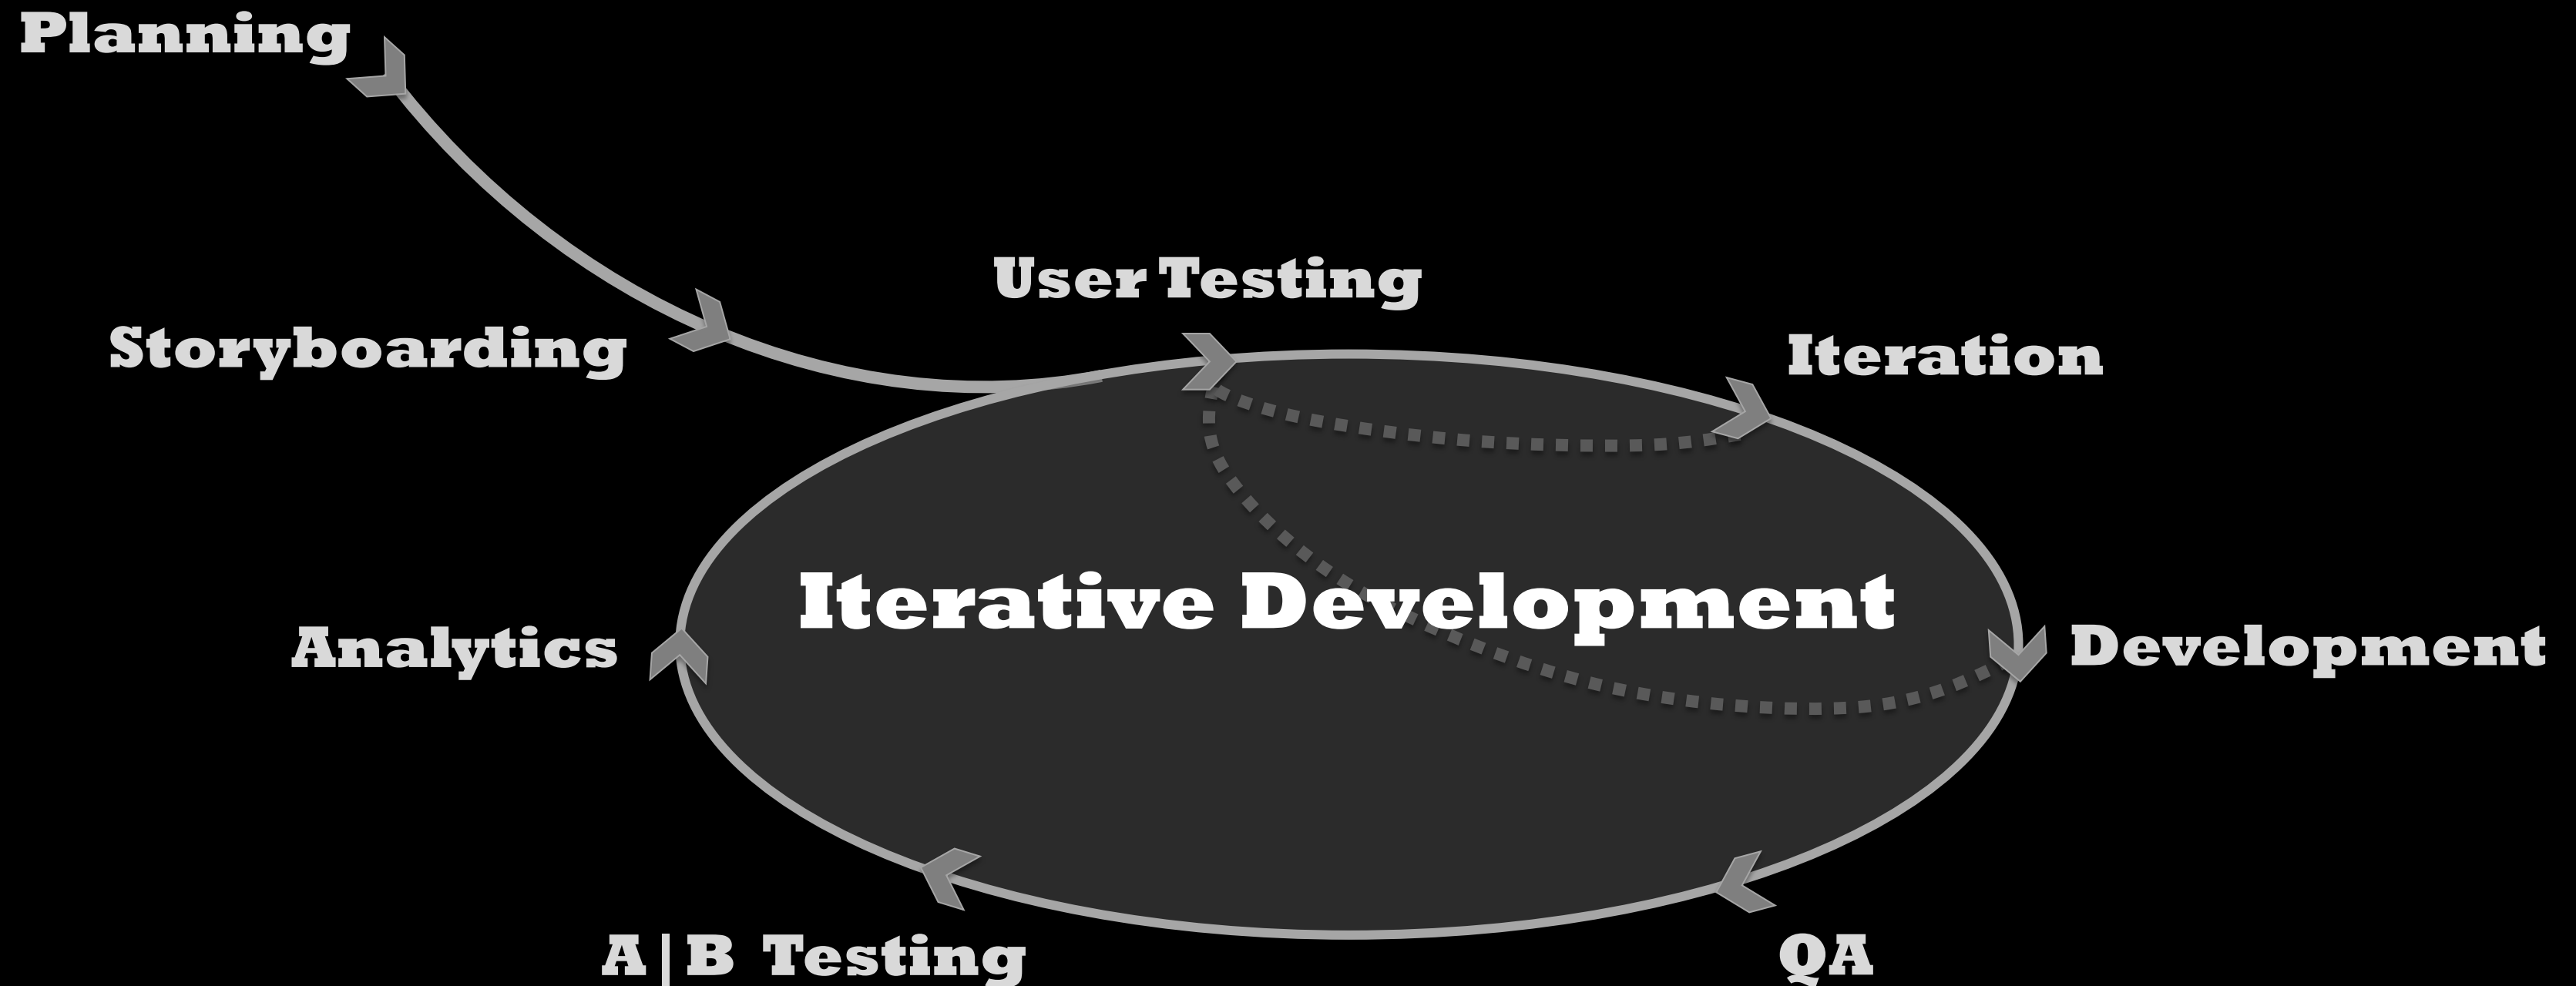 Planning
User Testing
Storyboarding
Iteration
Iterative Development
Analytics
Development
A|B Testing
QA